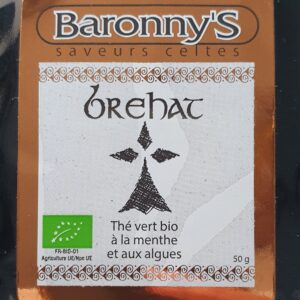 Baronny'S
saveurs celtes
brehat
Thé vert bio
à la menthe
et aux algues
FR-BIO-01
Agriculture UE/Non UE
50 g